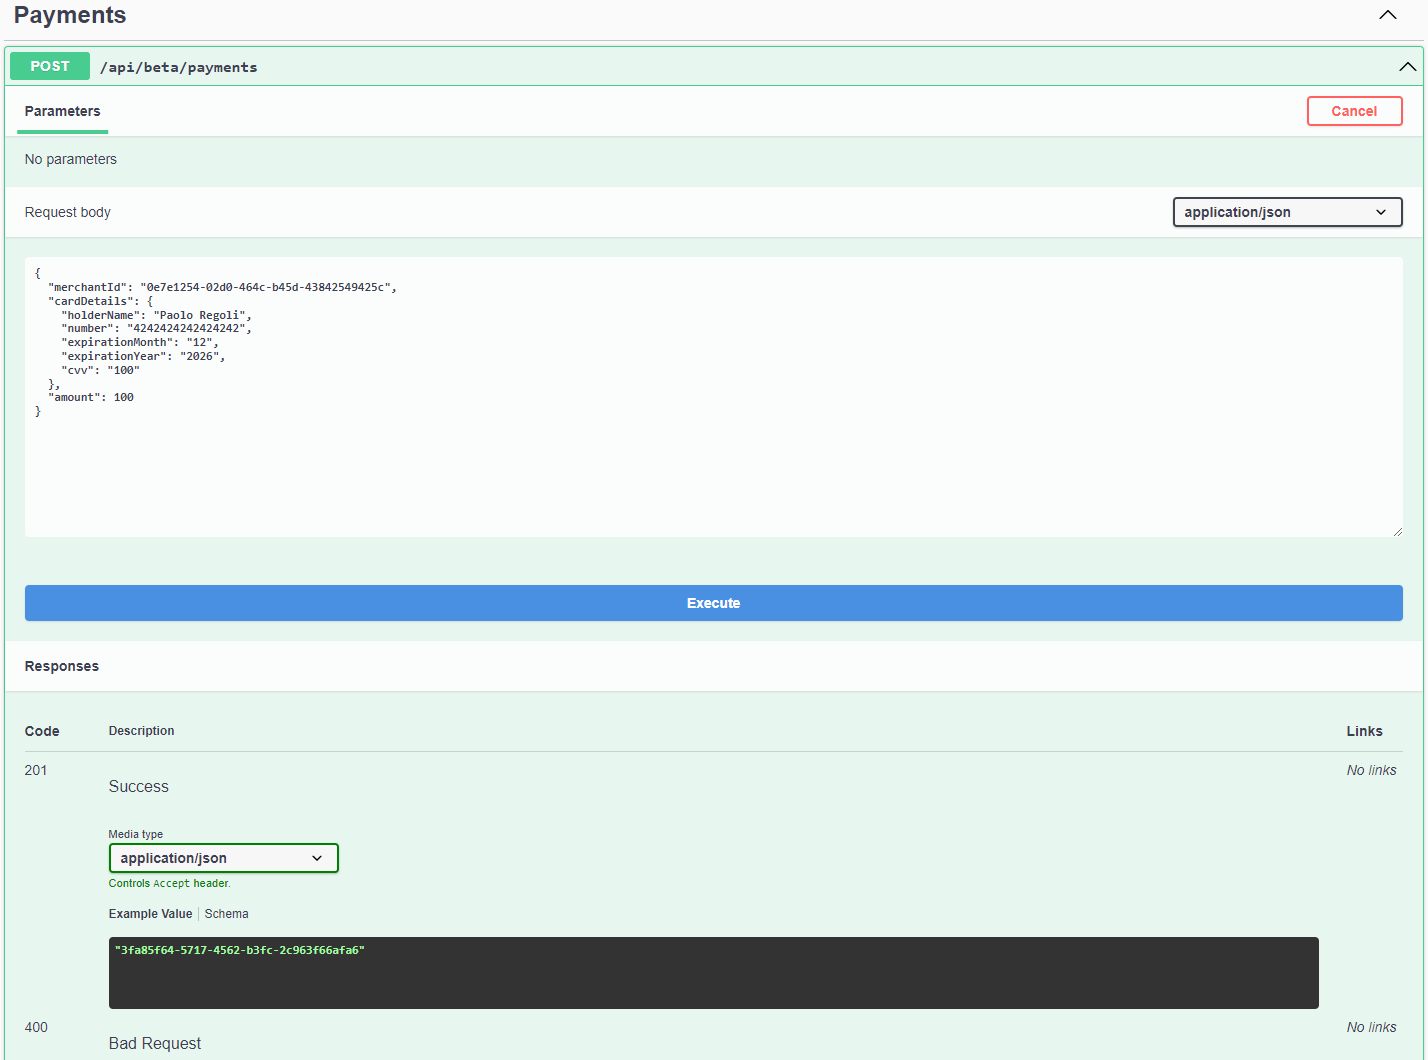 Payments
POST /api/beta/payments
Parameters
Cancel
No parameters
Request body
application/json
{
  "merchantId": "0e7e1254-02d0-464c-b45d-43842549425c",
  "cardDetails": {
    "holderName": "Paolo Regoli",
    "number": "4242424242424242",
    "expirationMonth": "12",
    "expirationYear": "2026",
    "cvv": "100"
  },
  "amount": 100
}
Execute
Responses
Code Description Links
201 Success No links
Media type
application/json
Controls Accept header.
Example Value Schema
"3fa85f64-5717-4562-b3fc-2c963f66afa6"
400 Bad Request No links